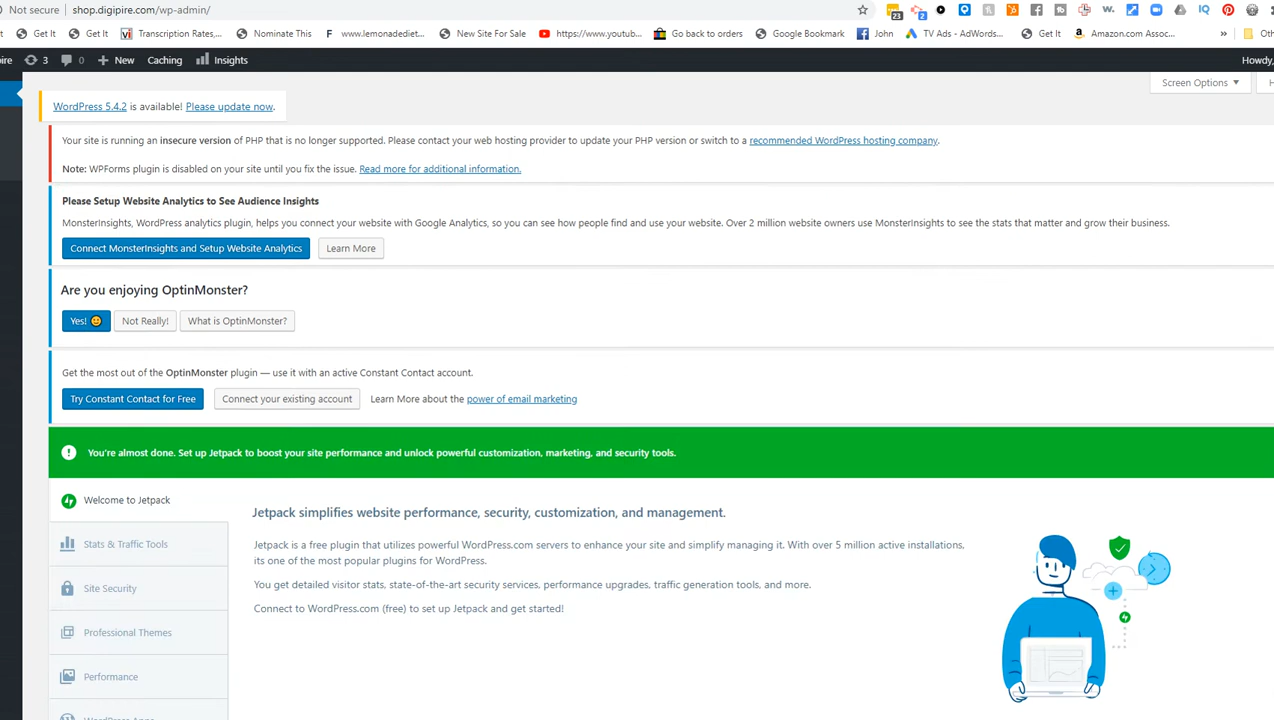 Not secure shop.digipire.com/wp-admin/
23 2 W. IQ
t Get It Get It Transcription Rates,... Nominate This F www.lemonadediet... New Site For Sale https://www.youtub... Go back to orders Google Bookmark John TV Ads - AdWords... Get It Amazon.com Assoc... » Oth
ire 3 0 New Caching Insights Howdy,
Screen Options ▼ H
WordPress 5.4.2 is available! Please update now.
Your site is running an insecure version of PHP that is no longer supported. Please contact your web hosting provider to update your PHP version or switch to a recommended WordPress hosting company.
Note: WPForms plugin is disabled on your site until you fix the issue. Read more for additional information.
Please Setup Website Analytics to See Audience Insights
MonsterInsights, WordPress analytics plugin, helps you connect your website with Google Analytics, so you can see how people find and use your website. Over 2 million website owners use MonsterInsights to see the stats that matter and grow their business.
Connect MonsterInsights and Setup Website Analytics Learn More
Are you enjoying OptinMonster?
Yes! Not Really! What is OptinMonster?
Get the most out of the OptinMonster plugin — use it with an active Constant Contact account.
Try Constant Contact for Free Connect your existing account Learn More about the power of email marketing
You're almost done. Set up Jetpack to boost your site performance and unlock powerful customization, marketing, and security tools.
Welcome to Jetpack
Jetpack simplifies website performance, security, customization, and management.
Stats & Traffic Tools
Jetpack is a free plugin that utilizes powerful WordPress.com servers to enhance your site and simplify managing it. With over 5 million active installations,
its one of the most popular plugins for WordPress.
Site Security
You get detailed visitor stats, state-of-the-art security services, performance upgrades, traffic generation tools, and more.
Connect to WordPress.com (free) to set up Jetpack and get started!
Professional Themes
Performance
WordPress Apps